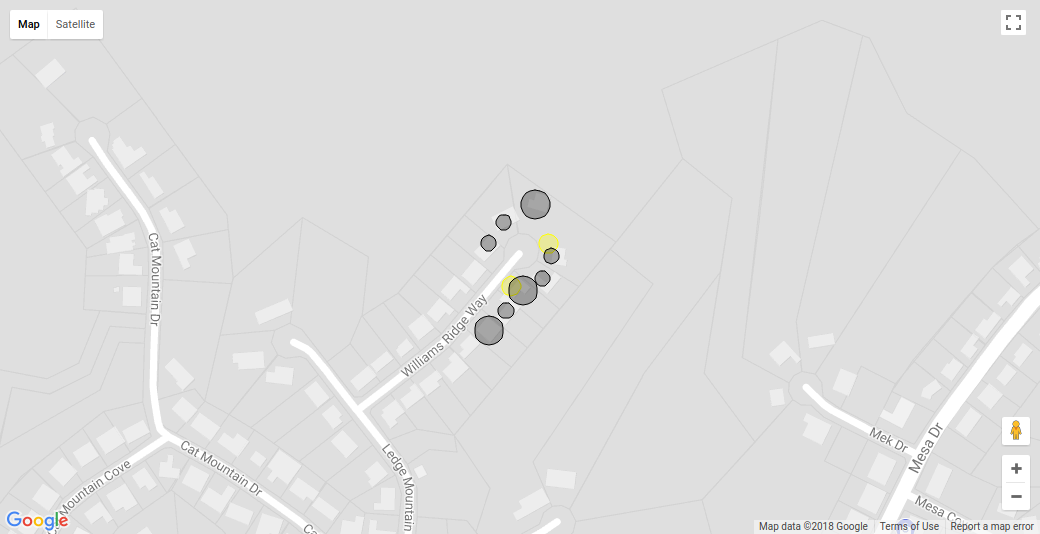 Map Satellite
Cat Mountain Dr
Williams Ridge Way
Cat Mountain Dr
Ledge Mountain
Mountain Cove
Mek Dr
Mesa Dr
Mesa Co
Google
Map data ©2018 Google Terms of Use Report a map error